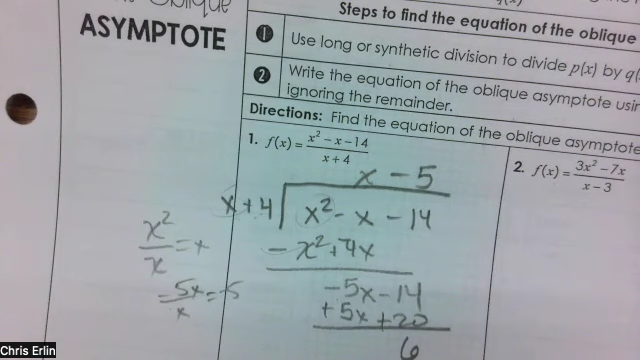 Oblique
ASYMPTOTE
Steps to find the equation of the oblique
1 Use long or synthetic division to divide p(x) by q(
2 Write the equation of the oblique asymptote usin
ignoring the remainder.
Directions: Find the equation of the oblique asymptote
1. f(x) = x² – x – 14 / x + 4
2. f(x) = 3x² – 7x / x – 3
x - 5
x + 4 x² - x - 14
- x² + 4x
- 5x - 14
+ 5x + 20
6
x² / x = x
- 5x / x = - 5
Chris Erlin